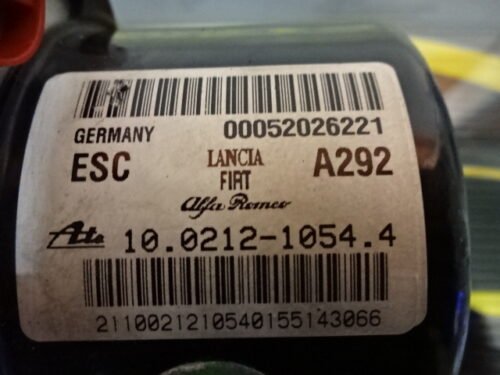 GERMANY 00052026221
ESC LANCIA A292
FIAT
Alfa Romeo
Ate 10.0212-1054.4
2110021210540155143066